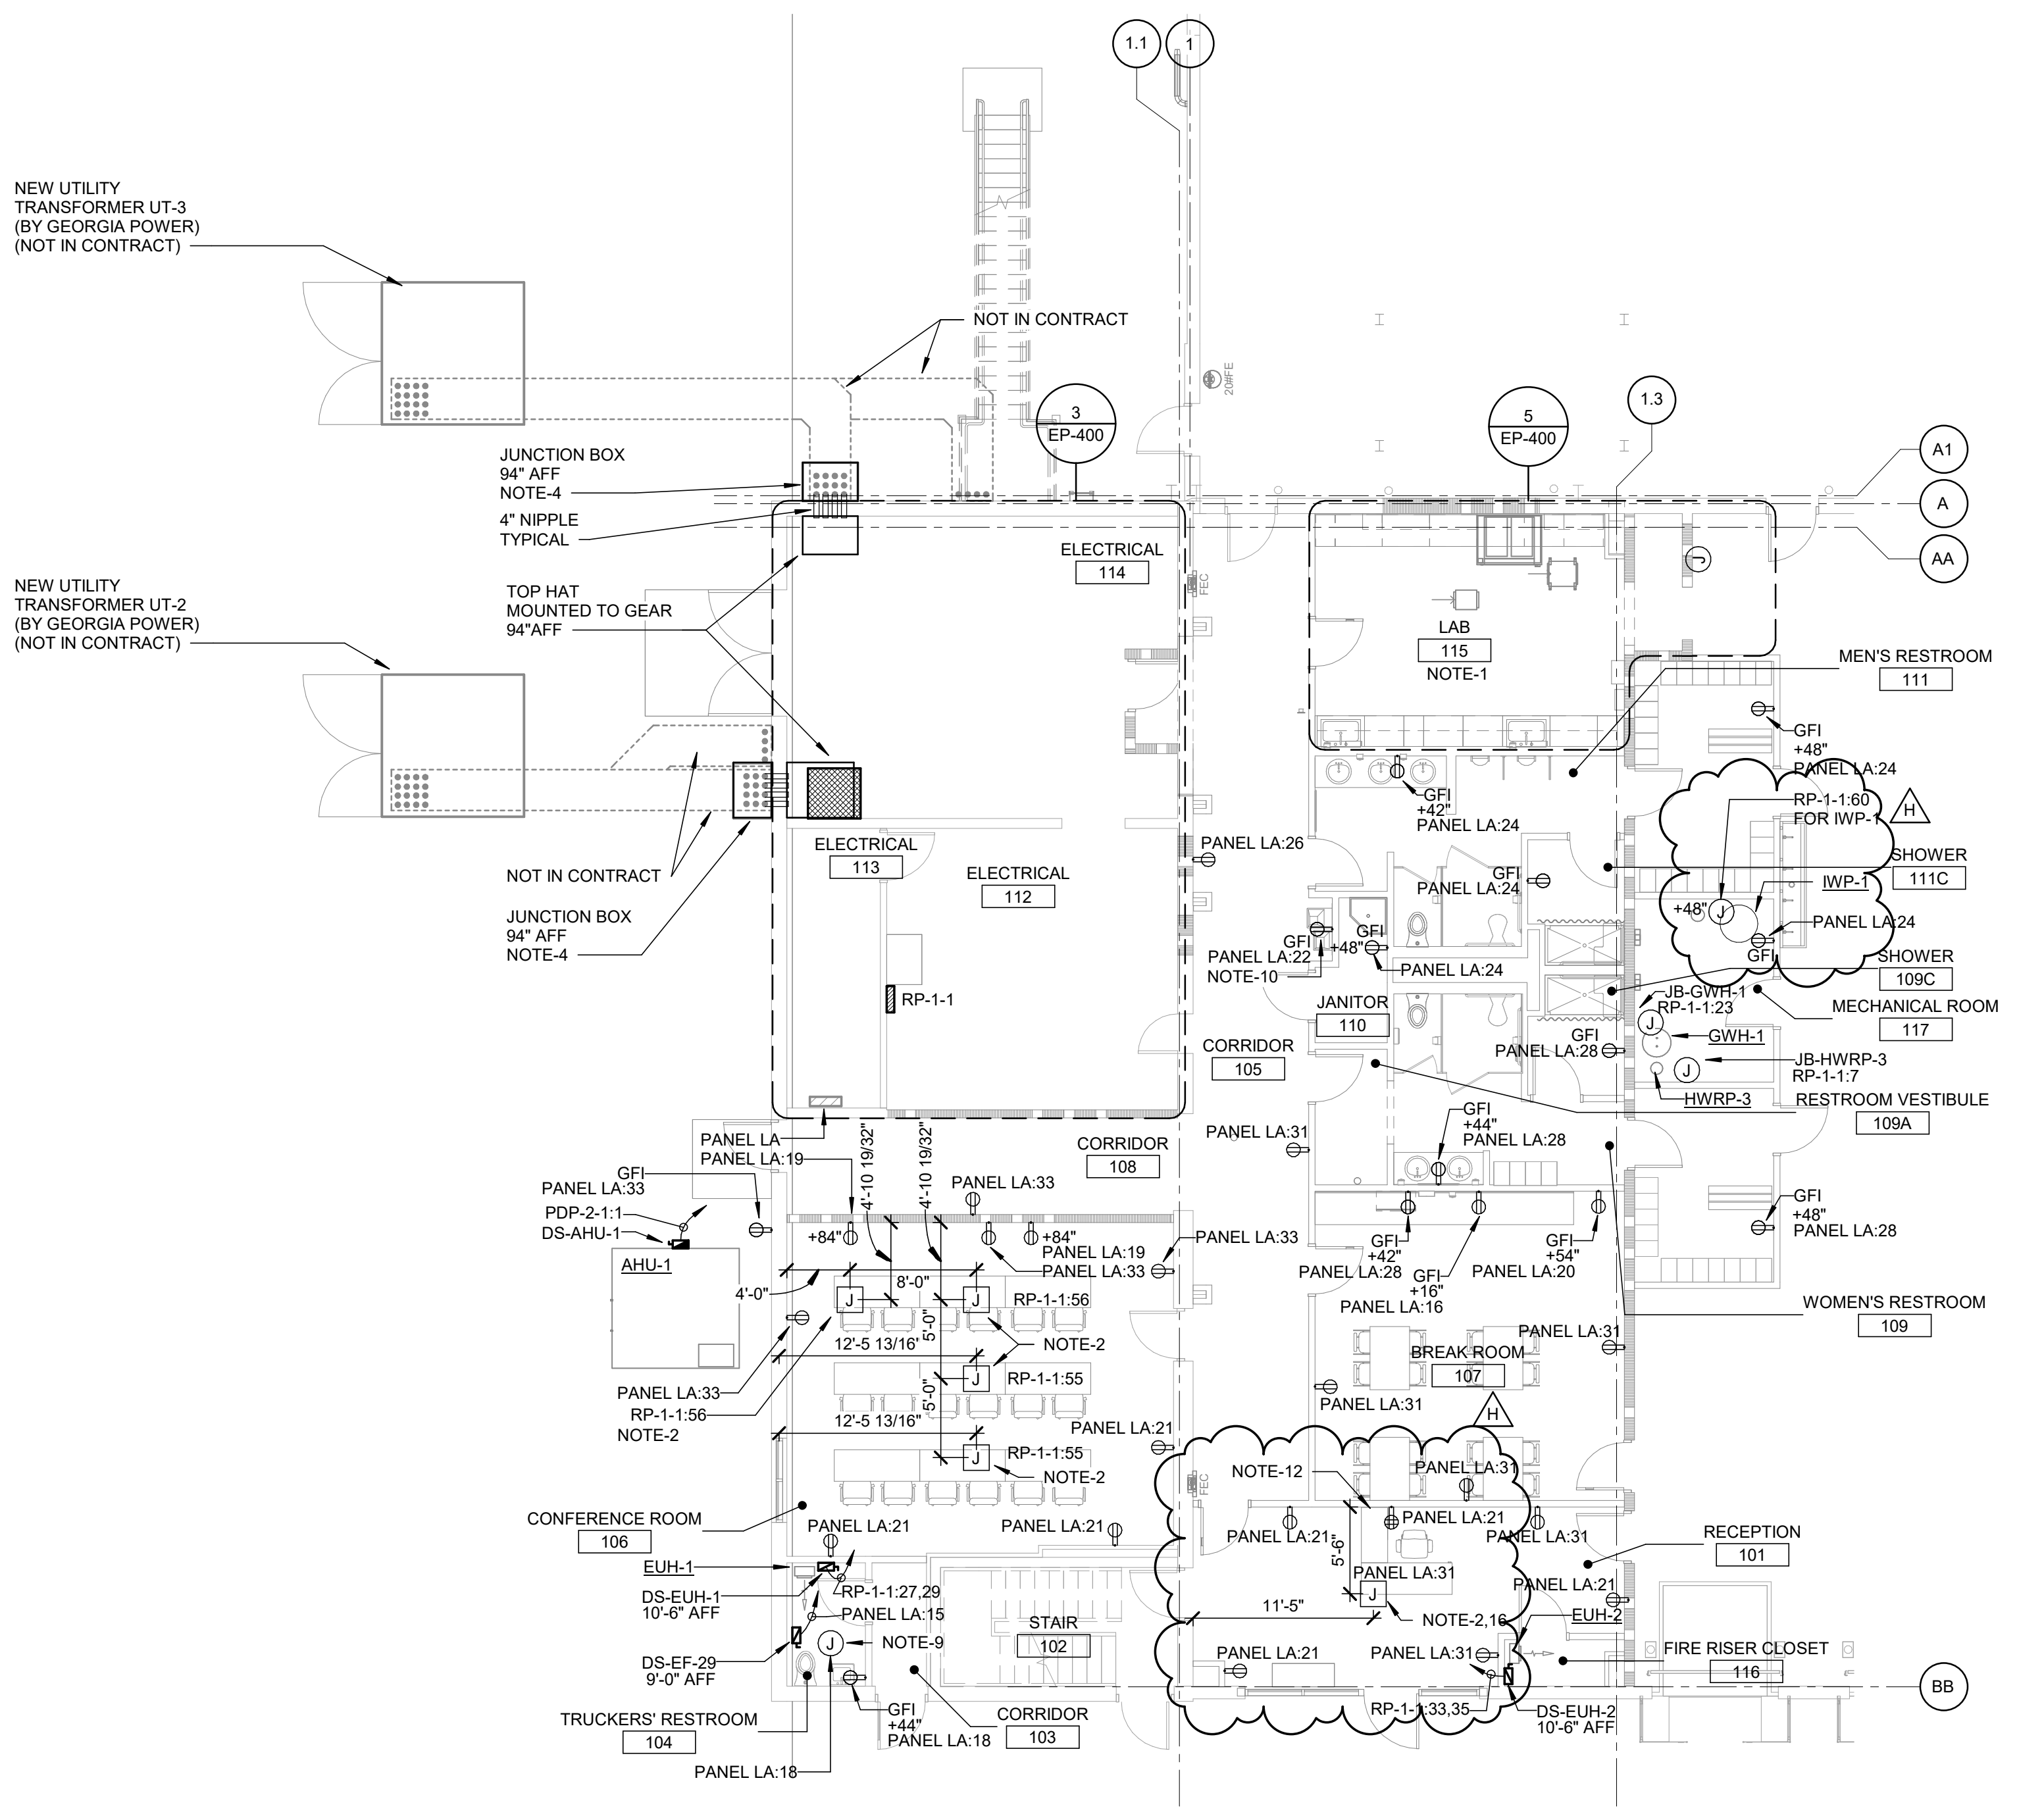 1.1
1
NEW UTILITY
TRANSFORMER UT-3
(BY GEORGIA POWER)
(NOT IN CONTRACT)
NOT IN CONTRACT
20#FE
3
EP-400
5
EP-400
1.3
A1
A
AA
JUNCTION BOX
94" AFF
NOTE-4
4" NIPPLE
TYPICAL
ELECTRICAL
114
FEC
J
NEW UTILITY
TRANSFORMER UT-2
(BY GEORGIA POWER)
(NOT IN CONTRACT)
TOP HAT
MOUNTED TO GEAR
94"AFF
LAB
115
NOTE-1
MEN'S RESTROOM
111
GFI
+48"
PANEL LA:24
GFI
+42"
PANEL LA:24
RP-1-1:60
FOR IWP-1
H
PANEL LA:26
ELECTRICAL
113
ELECTRICAL
112
SHOWER
111C
GFI
PANEL LA:24
IWP-1
+48"
J
PANEL LA:24
GFI
NOT IN CONTRACT
JUNCTION BOX
94" AFF
NOTE-4
GFI
PANEL LA:22
NOTE-10
GFI
+48"
PANEL LA:24
SHOWER
109C
RP-1-1
JANITOR
110
JB-GWH-1
RP-1-1:23
J
MECHANICAL ROOM
117
GWH-1
CORRIDOR
105
GFI
PANEL LA:28
JB-HWRP-3
RP-1-1:7
J
HWRP-3
RESTROOM VESTIBULE
109A
GFI
+44"
PANEL LA:28
PANEL LA:31
PANEL LA
PANEL LA:19
CORRIDOR
108
4'-10 19/32"
4'-10 19/32"
GFI
PANEL LA:33
PANEL LA:33
PDP-2-1:1
DS-AHU-1
+84"
+84"
PANEL LA:19
PANEL LA:33
PANEL LA:33
GFI
+42"
PANEL LA:28
GFI
+16"
PANEL LA:16
GFI
+54"
PANEL LA:20
GFI
+48"
PANEL LA:28
AHU-1
4'-0"
8'-0"
J
J
RP-1-1:56
5'-0"
12'-5 13/16"
NOTE-2
WOMEN'S RESTROOM
109
PANEL LA:31
BREAK ROOM
107
J
RP-1-1:55
5'-0"
PANEL LA:33
RP-1-1:56
NOTE-2
12'-5 13/16"
PANEL LA:31
H
PANEL LA:21
J
RP-1-1:55
NOTE-2
NOTE-12
PANEL LA:31
FEC
CONFERENCE ROOM
106
PANEL LA:21
PANEL LA:21
PANEL LA:21
PANEL LA:21
PANEL LA:31
5'-6"
RECEPTION
101
EUH-1
DS-EUH-1
10'-6" AFF
RP-1-1:27,29
PANEL LA:15
PANEL LA:31
J
PANEL LA:21
11'-5"
NOTE-2,16
EUH-2
J
NOTE-9
STAIR
102
DS-EF-29
9'-0" AFF
PANEL LA:21
PANEL LA:31
FIRE RISER CLOSET
116
BB
RP-1-1:33,35
DS-EUH-2
10'-6" AFF
TRUCKERS' RESTROOM
104
GFI
+44"
PANEL LA:18
CORRIDOR
103
PANEL LA:18